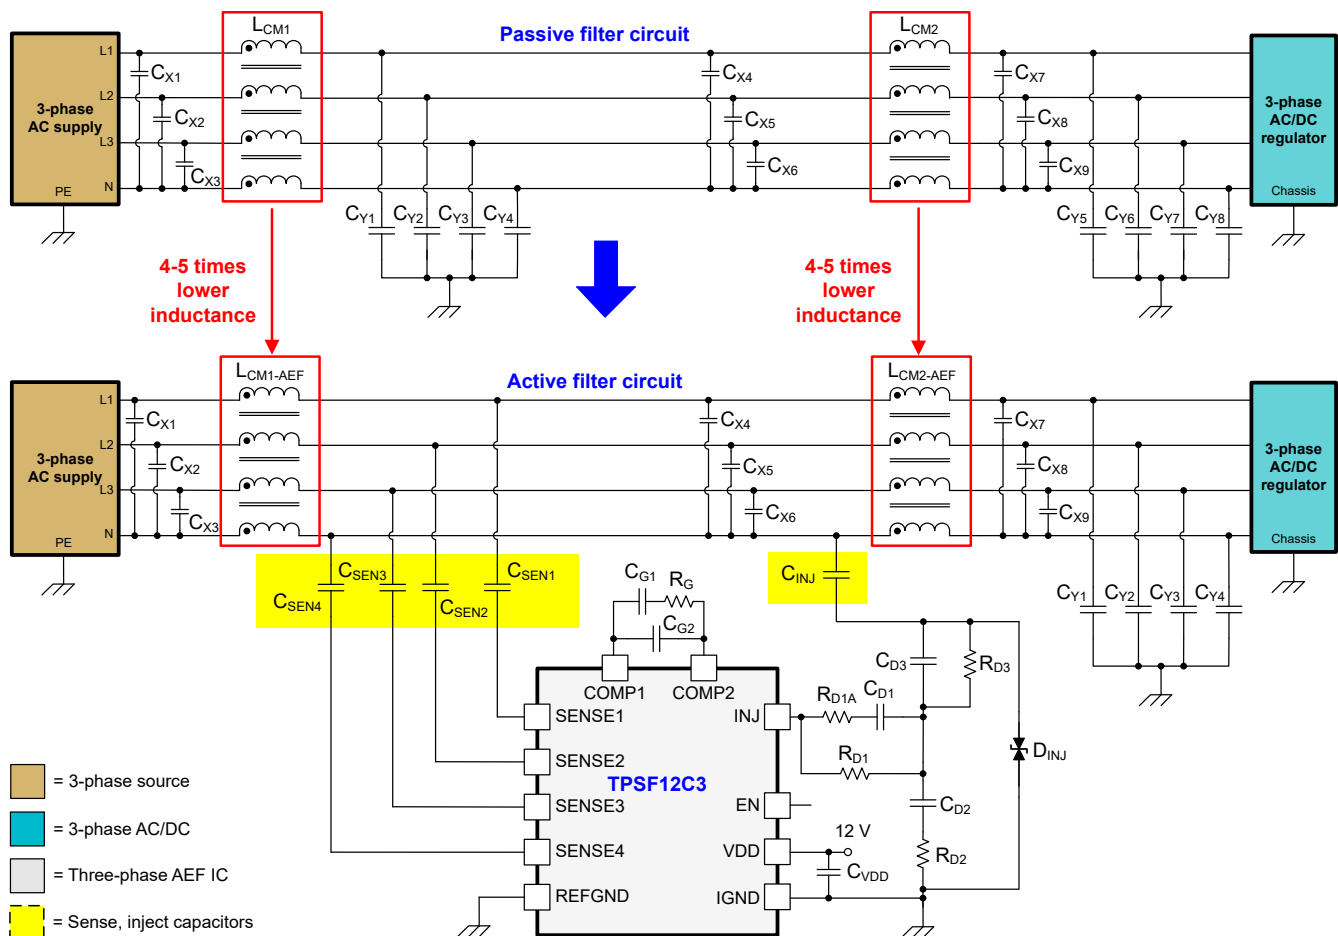 LCM1
Passive filter circuit
LCM2
3-phase
AC supply
L1
L2
L3
N
PE
CX1
CX2
CX3
CX4
CX5
CX6
CX7
CX8
CX9
3-phase
AC/DC
regulator
Chassis
CY1
CY2
CY3
CY4
CY5
CY6
CY7
CY8
4-5 times
lower
inductance
4-5 times
lower
inductance
LCM1-AEF
Active filter circuit
LCM2-AEF
3-phase
AC supply
L1
L2
L3
N
PE
CX1
CX2
CX3
CX4
CX5
CX6
CX7
CX8
CX9
3-phase
AC/DC
regulator
Chassis
CSEN4
CSEN3
CSEN2
CSEN1
CINJ
CY1
CY2
CY3
CY4
CG1
RG
CG2
COMP1
COMP2
SENSE1
SENSE2
SENSE3
SENSE4
REFGND
TPSF12C3
INJ
EN
VDD
IGND
RD1A
CD1
RD1
CD3
RD3
CD2
RD2
DINJ
12 V
CVDD
= 3-phase source
= 3-phase AC/DC
= Three-phase AEF IC
= Sense, inject capacitors